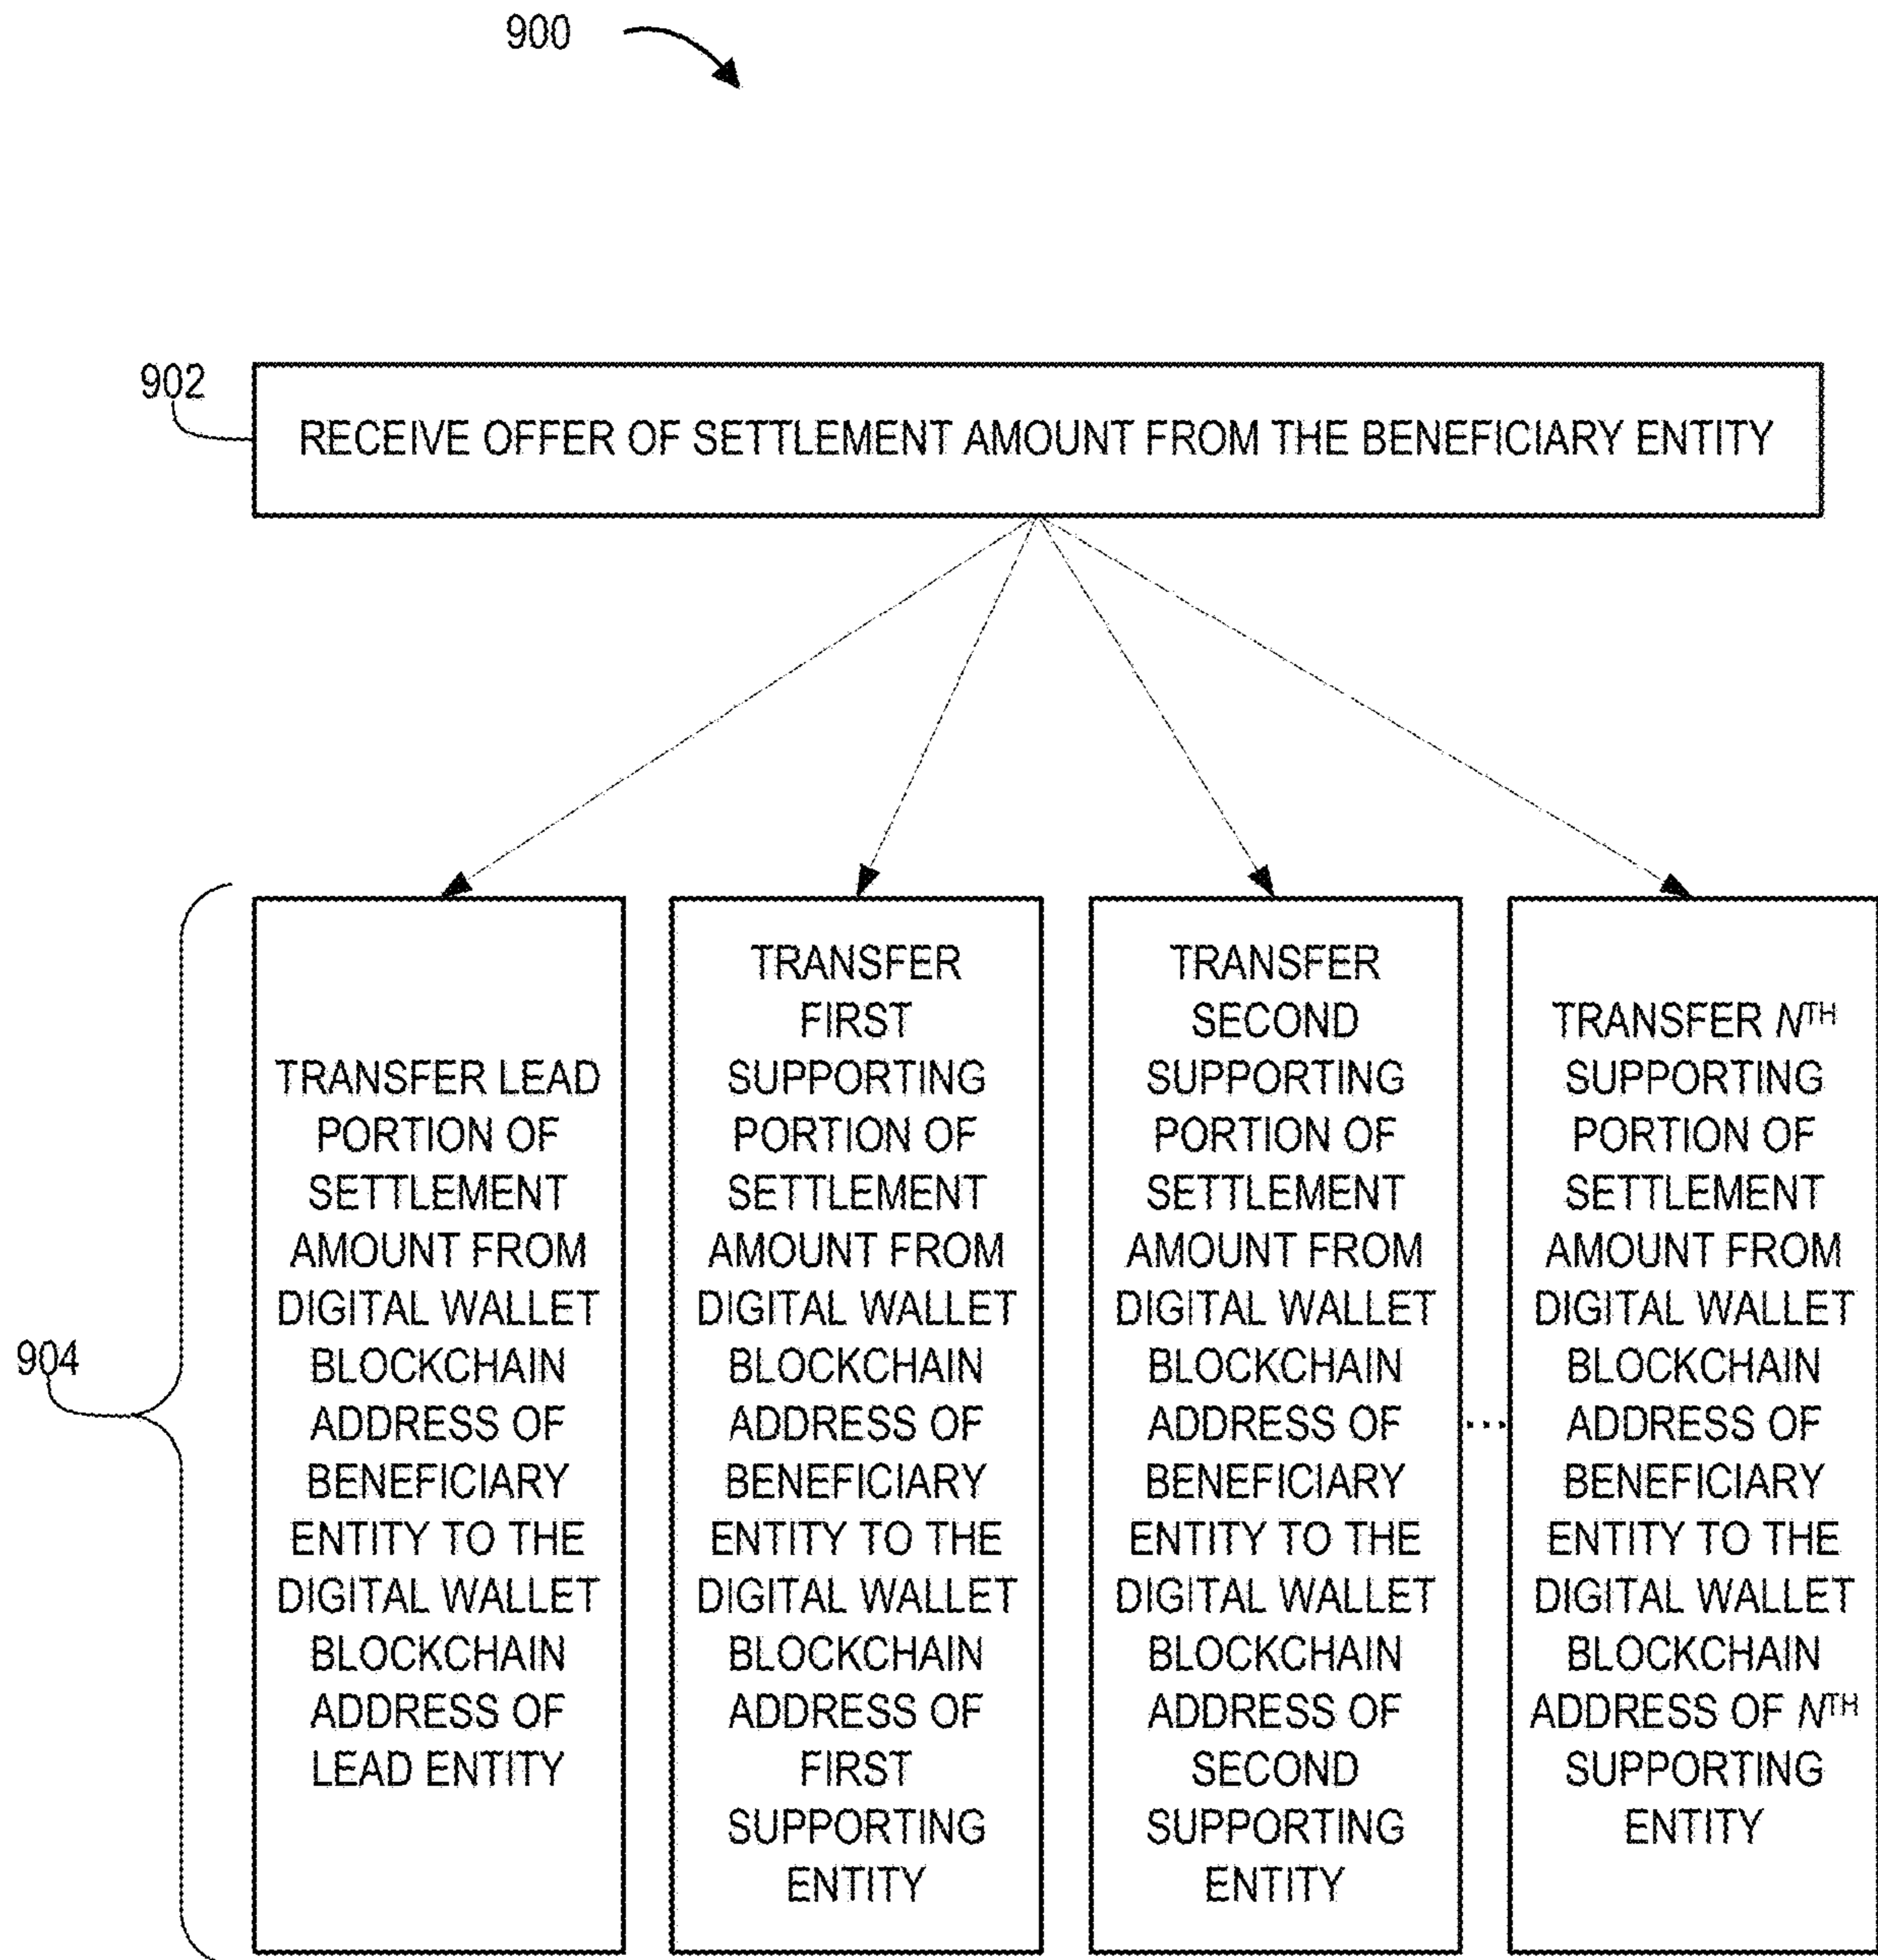 900
902
RECEIVE OFFER OF SETTLEMENT AMOUNT FROM THE BENEFICIARY ENTITY
904
TRANSFER LEAD
PORTION OF
SETTLEMENT
AMOUNT FROM
DIGITAL WALLET
BLOCKCHAIN
ADDRESS OF
BENEFICIARY
ENTITY TO THE
DIGITAL WALLET
BLOCKCHAIN
ADDRESS OF
LEAD ENTITY
TRANSFER
FIRST
SUPPORTING
PORTION OF
SETTLEMENT
AMOUNT FROM
DIGITAL WALLET
BLOCKCHAIN
ADDRESS OF
BENEFICIARY
ENTITY TO THE
DIGITAL WALLET
BLOCKCHAIN
ADDRESS OF
FIRST
SUPPORTING
ENTITY
TRANSFER
SECOND
SUPPORTING
PORTION OF
SETTLEMENT
AMOUNT FROM
DIGITAL WALLET
BLOCKCHAIN
ADDRESS OF
BENEFICIARY
ENTITY TO THE
DIGITAL WALLET
BLOCKCHAIN
ADDRESS OF
SECOND
SUPPORTING
ENTITY
...
TRANSFER NTH
SUPPORTING
PORTION OF
SETTLEMENT
AMOUNT FROM
DIGITAL WALLET
BLOCKCHAIN
ADDRESS OF
BENEFICIARY
ENTITY TO THE
DIGITAL WALLET
BLOCKCHAIN
ADDRESS OF NTH
SUPPORTING
ENTITY